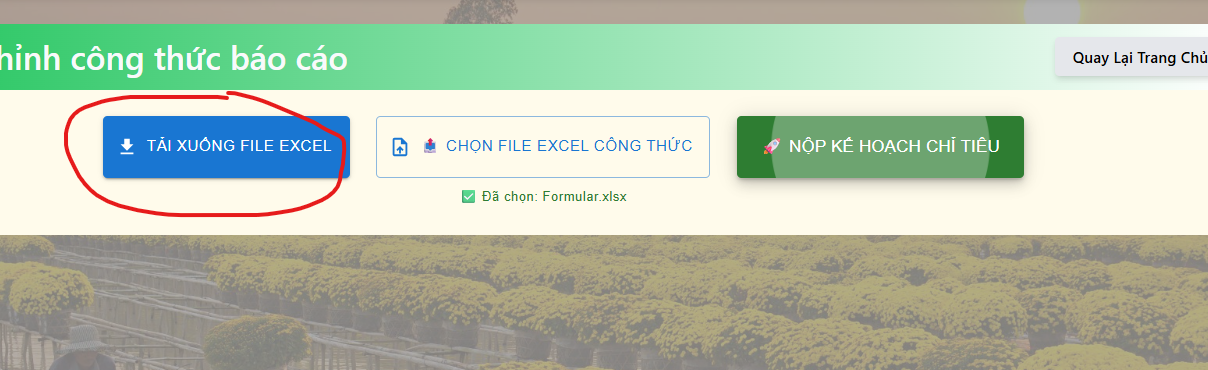 hỉnh công thức báo cáo
Quay Lại Trang Chủ
TẢI XUỐNG FILE EXCEL
CHỌN FILE EXCEL CÔNG THỨC
NỘP KẾ HOẠCH CHỈ TIÊU
Đã chọn: Formular.xlsx